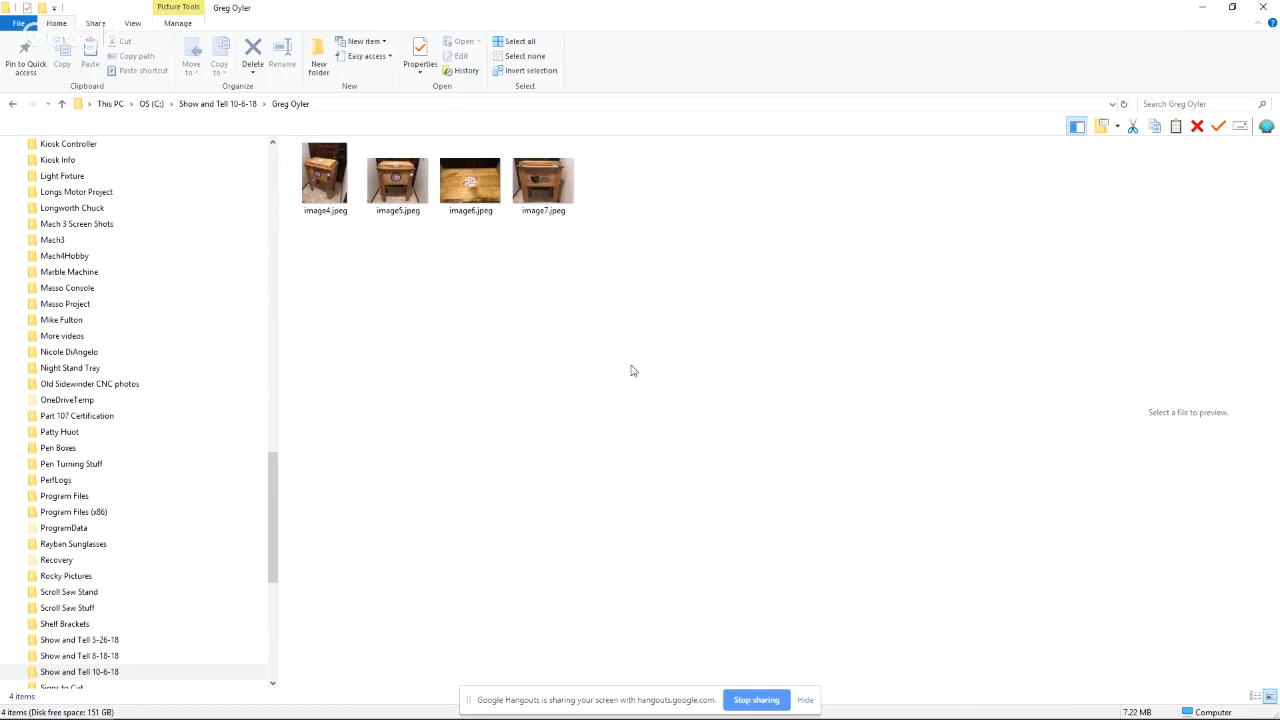 Picture Tools
Greg Oyler
File
Home
Share
View
Manage
Pin to Quick access
Copy
Paste
Cut
Copy path
Paste shortcut
Clipboard
Move to
Copy to
Delete
Rename
Organize
New folder
New item
Easy access
New
Properties
Open
Edit
History
Open
Select all
Select none
Invert selection
Select
This PC
OS (C:)
Show and Tell 10-6-18
Greg Oyler
Search Greg Oyler
Kiosk Controller
Kiosk Info
Light Fixture
Longs Motor Project
Longworth Chuck
Mach 3 Screen Shots
Mach3
Mach4Hobby
Marble Machine
Masso Console
Masso Project
Mike Fulton
More videos
Nicole DiAngelo
Night Stand Tray
Old Sidewinder CNC photos
OneDriveTemp
Part 107 Certification
Patty Huot
Pen Boxes
Pen Turning Stuff
PerfLogs
Program Files
Program Files (x86)
ProgramData
Rayban Sunglasses
Recovery
Rocky Pictures
Scroll Saw Stand
Scroll Saw Stuff
Shelf Brackets
Show and Tell 5-26-18
Show and Tell 8-18-18
Show and Tell 10-6-18
Signs to Cut
image4.jpeg
image5.jpeg
image6.jpeg
image7.jpeg
Select a file to preview.
4 items
Google Hangouts is sharing your screen with hangouts.google.com.
Stop sharing
Hide
4 items (Disk free space: 151 GB)
7.22 MB
Computer